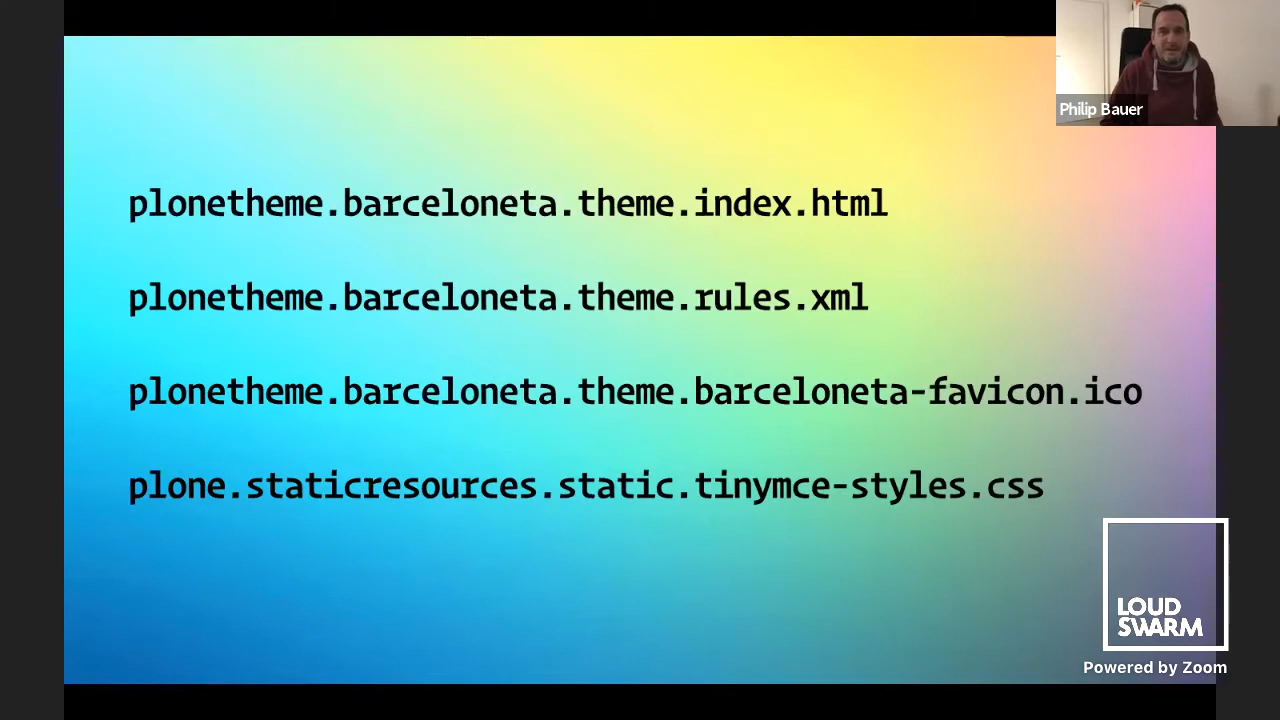 Philip Bauer
plonetheme.barceloneta.theme.index.html
plonetheme.barceloneta.theme.rules.xml
plonetheme.barceloneta.theme.barceloneta-favicon.ico
plone.staticresources.static.tinymce-styles.css
LOUD
SWARM
Powered by Zoom